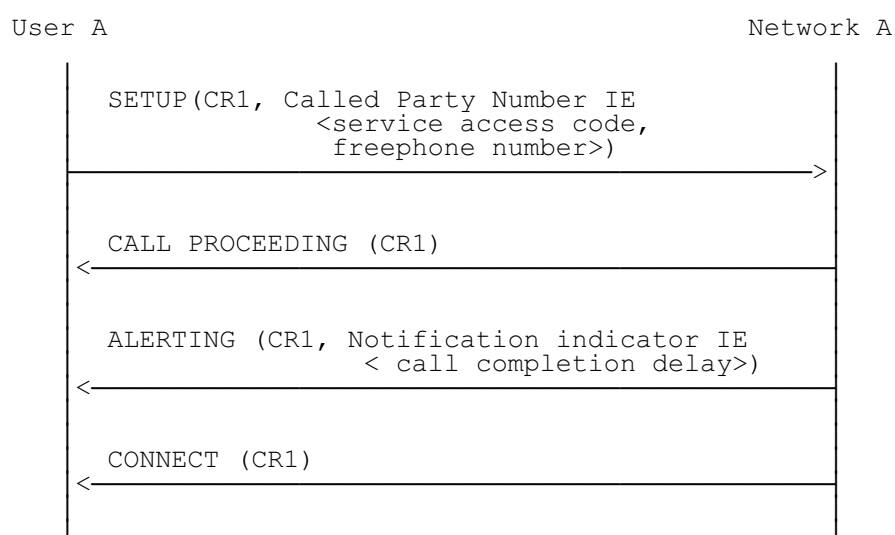 User A Network A
SETUP(CR1, Called Party Number IE
<service access code,
freephone number>)
CALL PROCEEDING (CR1)
ALERTING (CR1, Notification indicator IE
< call completion delay>)
CONNECT (CR1)